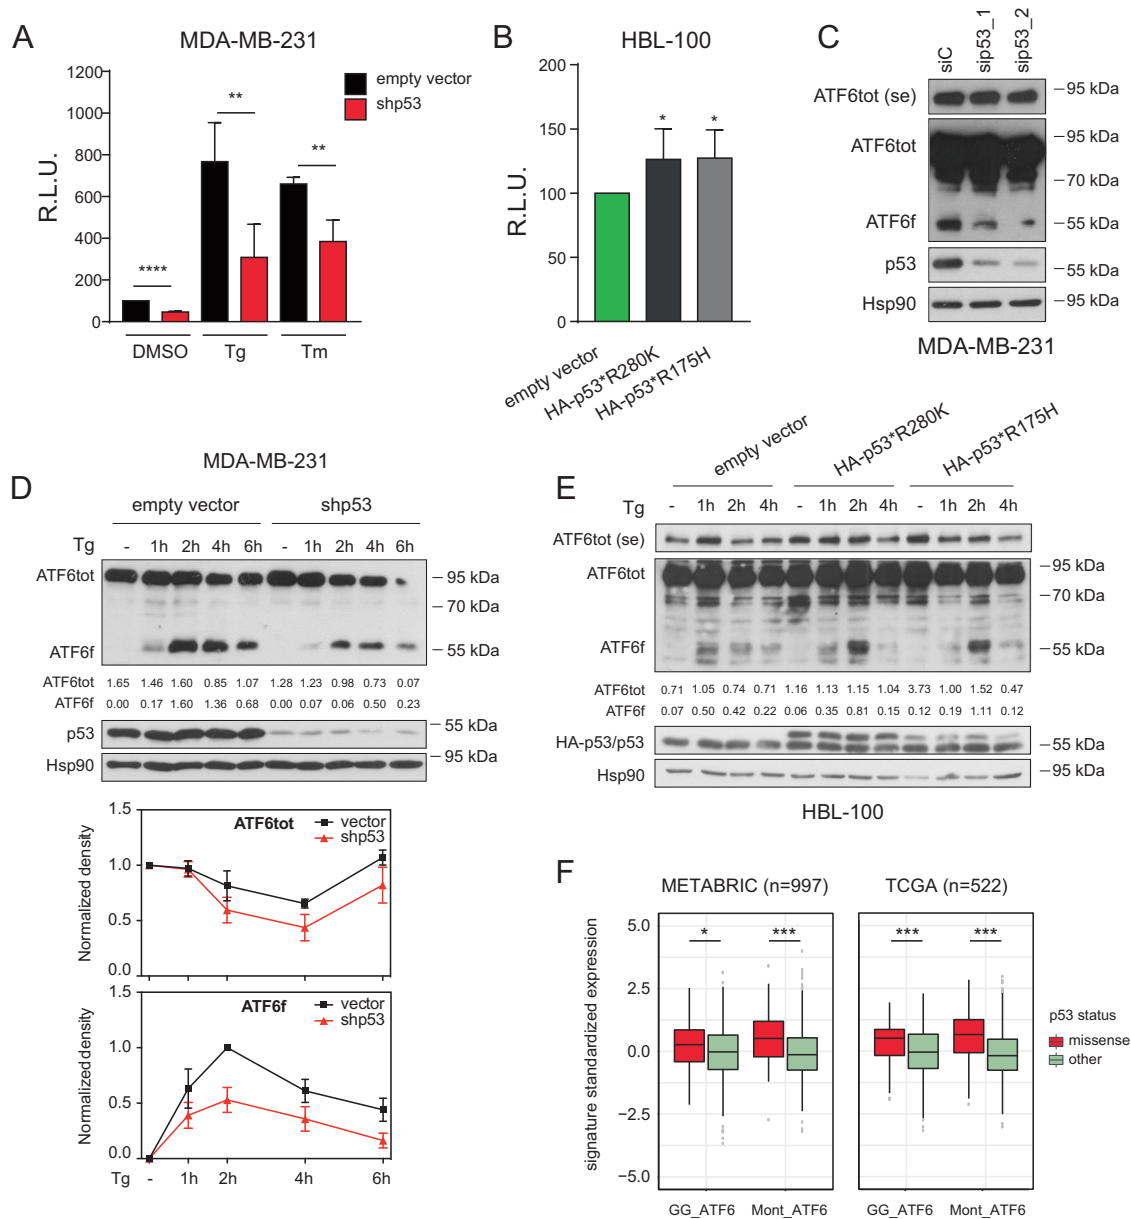 A
MDA-MB-231
empty vector
shp53
R.L.U.
1200
1000
800
600
400
200
0
****
**
**
DMSO
Tg
Tm
B
HBL-100
R.L.U.
200
150
100
50
0
*
*
empty vector
HA-p53*R280K
HA-p53*R175H
C
siC
sip53_1
sip53_2
ATF6tot (se)
95 kDa
ATF6tot
95 kDa
70 kDa
ATF6f
55 kDa
p53
55 kDa
Hsp90
95 kDa
MDA-MB-231
D
MDA-MB-231
empty vector
shp53
Tg - 1h 2h 4h 6h - 1h 2h 4h 6h
ATF6tot
95 kDa
70 kDa
ATF6f
55 kDa
ATF6tot 1.65 1.46 1.60 0.85 1.07 1.28 1.23 0.98 0.73 0.07
ATF6f 0.00 0.17 1.60 1.36 0.68 0.00 0.07 0.06 0.50 0.23
p53
55 kDa
Hsp90
95 kDa
ATF6tot
vector
shp53
Normalized density
1.5
1.0
0.5
0.0
ATF6f
vector
shp53
Normalized density
1.5
1.0
0.5
0.0
Tg - 1h 2h 4h 6h
E
empty vector
HA-p53*R280K
HA-p53*R175H
Tg - 1h 2h 4h - 1h 2h 4h - 1h 2h 4h
ATF6tot (se)
ATF6tot
95 kDa
70 kDa
ATF6f
55 kDa
ATF6tot 0.71 1.05 0.74 0.71 1.16 1.13 1.15 1.04 3.73 1.00 1.52 0.47
ATF6f 0.07 0.50 0.42 0.22 0.06 0.35 0.81 0.15 0.12 0.19 1.11 0.12
HA-p53/p53
55 kDa
Hsp90
95 kDa
HBL-100
F
METABRIC (n=997)
TCGA (n=522)
signature standardized expression
5.0
2.5
0.0
−2.5
−5.0
*
***
***
***
GG_ATF6
Mont_ATF6
GG_ATF6
Mont_ATF6
p53 status
missense
other